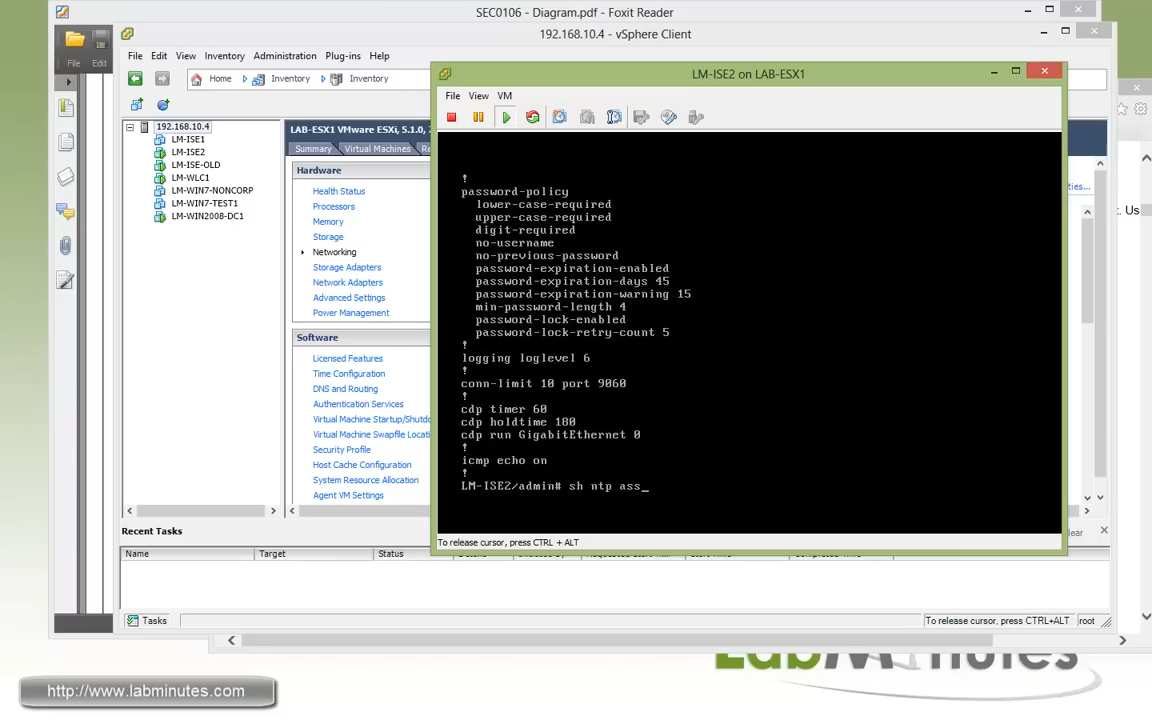 SEC0106 - Diagram.pdf - Foxit Reader
192.168.10.4 - vSphere Client
File Edit
File Edit View Inventory Administration Plug-ins Help
Home Inventory Inventory
192.168.10.4
LM-ISE1
LM-ISE2
LM-ISE-OLD
LM-WLC1
LM-WIN7-NONCORP
LM-WIN7-TEST1
LM-WIN2008-DC1
LAB-ESX1 VMware ESXi, 5.1.0,
Summary Virtual Machines Re
Hardware
Health Status
Processors
Memory
Storage
Networking
Storage Adapters
Network Adapters
Advanced Settings
Power Management
Software
Licensed Features
Time Configuration
DNS and Routing
Authentication Services
Virtual Machine Startup/Shutdo
Virtual Machine Swapfile Locati
Security Profile
Host Cache Configuration
System Resource Allocation
Agent VM Settings
LM-ISE2 on LAB-ESX1
File View VM
!
password-policy
lower-case-required
upper-case-required
digit-required
no-username
no-previous-password
password-expiration-enabled
password-expiration-days 45
password-expiration-warning 15
min-password-length 4
password-lock-enabled
password-lock-retry-count 5
!
logging loglevel 6
!
conn-limit 10 port 9060
!
cdp timer 60
cdp holdtime 180
cdp run GigabitEthernet 0
!
icmp echo on
!
LM-ISE2/admin# sh ntp ass_
To release cursor, press CTRL + ALT
ties...
t. Us
lear
Recent Tasks
Name Target Status
Tasks
To release cursor, press CTRL+ALT root
LabMinutes
http://www.labminutes.com